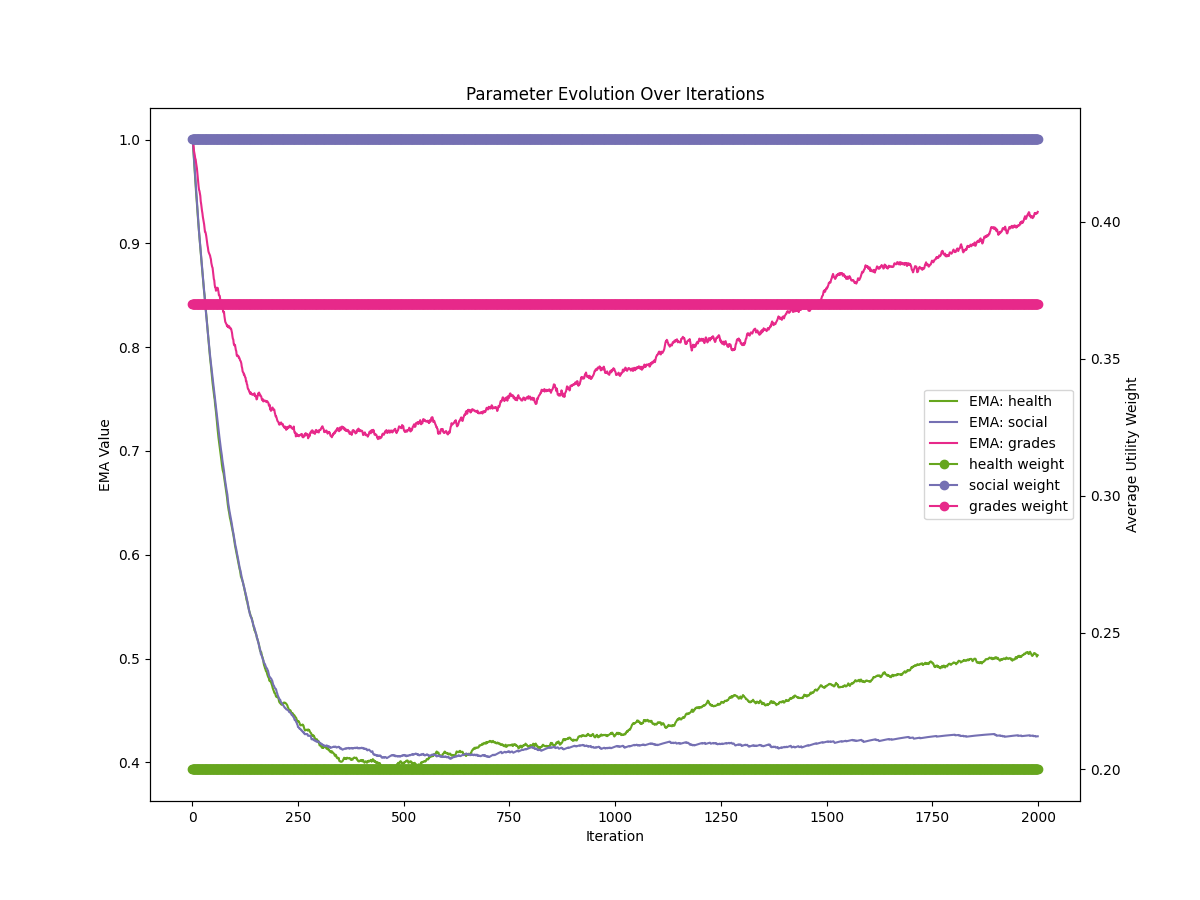 Parameter Evolution Over Iterations
1.0
0.9
0.8
0.7
0.6
0.5
0.4
EMA Value
0.40
0.35
0.30
0.25
0.20
Average Utility Weight
EMA: health
EMA: social
EMA: grades
health weight
social weight
grades weight
0 250 500 750 1000 1250 1500 1750 2000
Iteration